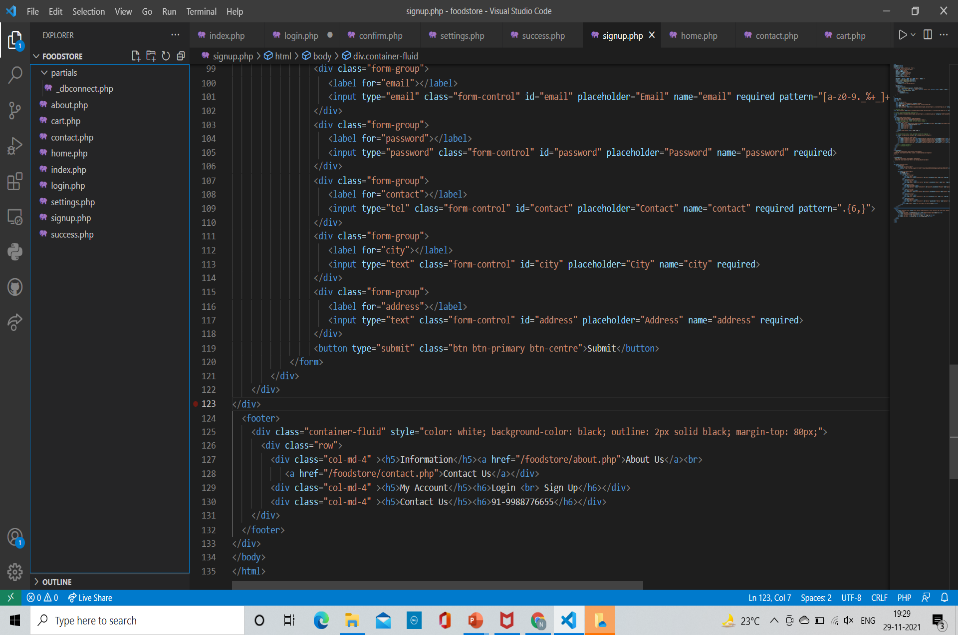 File Edit Selection View Go Run Terminal Help signup.php - foodstore - Visual Studio Code
EXPLORER ... index.php login.php confirm.php settings.php success.php signup.php home.php contact.php cart.php
FOODSTORE
signup.php > html > body > div.container-fluid
partials
_dbconnect.php
about.php
cart.php
contact.php
home.php
index.php
login.php
settings.php
signup.php
success.php
99 <div class="form-group">
100 <label for="email"></label>
101 <input type="email" class="form-control" id="email" placeholder="Email" name="email" required pattern="[a-z0-9._%+_]+
102 </div>
103 <div class="form-group">
104 <label for="password"></label>
105 <input type="password" class="form-control" id="password" placeholder="Password" name="password" required>
106 </div>
107 <div class="form-group">
108 <label for="contact"></label>
109 <input type="tel" class="form-control" id="contact" placeholder="Contact" name="contact" required pattern=".{6,}">
110 </div>
111 <div class="form-group">
112 <label for="city"></label>
113 <input type="text" class="form-control" id="city" placeholder="City" name="city" required>
114 </div>
115 <div class="form-group">
116 <label for="address"></label>
117 <input type="text" class="form-control" id="address" placeholder="Address" name="address" required>
118 </div>
119 <button type="submit" class="btn btn-primary btn-centre">Submit</button>
120 </form>
121 </div>
122 </div>
123 </div>
124 <footer>
125 <div class="container-fluid" style="color: white; background-color: black; outline: 2px solid black; margin-top: 80px;">
126 <div class="row">
127 <div class="col-md-4" ><h5>Information</h5><a href="/foodstore/about.php">About Us</a><br>
128 <a href="/foodstore/contact.php">Contact Us</a></div>
129 <div class="col-md-4" ><h5>My Account</h5><h6>Login <br> Sign Up</h6></div>
130 <div class="col-md-4" ><h5>Contact Us</h5><h6>91-9988776655</h6></div>
131 </div>
132 </footer>
133 </div>
134 </body>
135 </html>
OUTLINE
0 0 Live Share Ln 123, Col 7 Spaces: 2 UTF-8 CRLF PHP
Type here to search 23°C ENG 19:29
29-11-2021 3